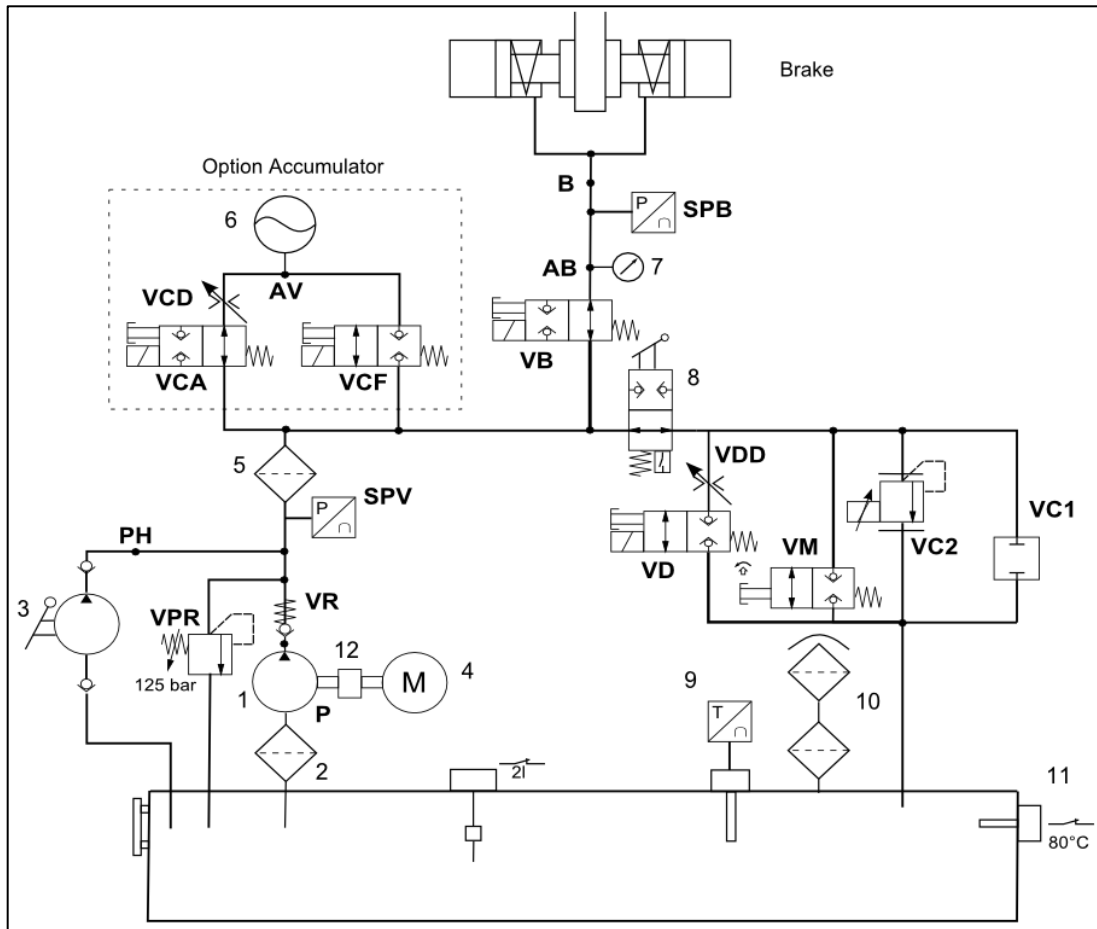 Brake
Option Accumulator
B
P
SPB
6
AB
7
VCD
AV
VCA
VCF
VB
8
5
P
SPV
VDD
VC1
PH
VM
VC2
VD
3
VR
VPR
12
4
125 bar
M
1
P
9
T
10
2
2l
11
80°C